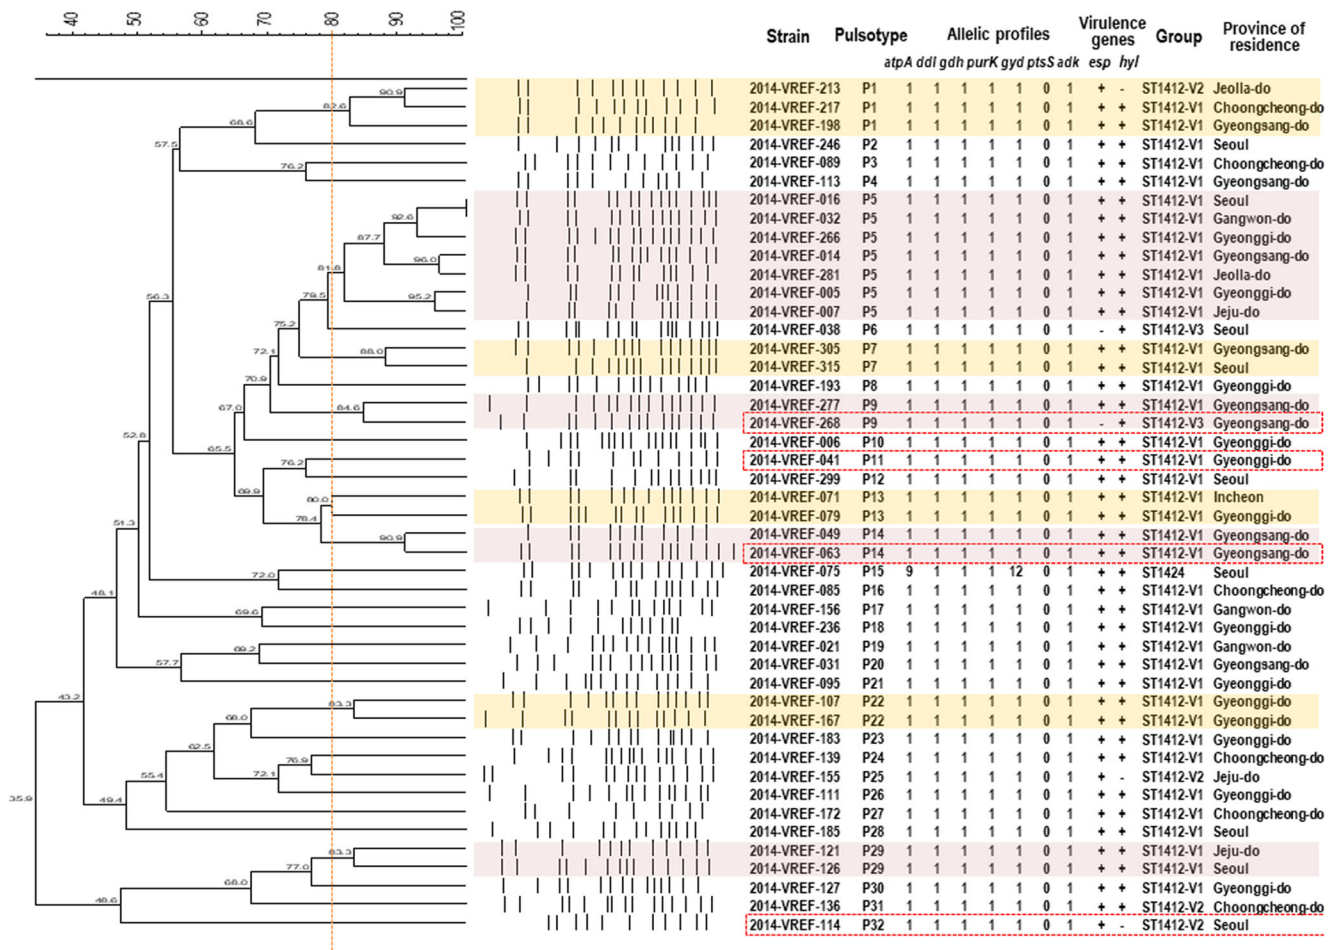 40 50 60 70 80 90 100
Strain Pulsotype Allelic profiles Virulence genes Group Province of residence
atpA ddl gdh purK gyd ptsS adk esp hyl
90.9 2014-VREF-213 P1 1 1 1 1 1 0 1 + - ST1412-V2 Jeolla-do
82.6 2014-VREF-217 P1 1 1 1 1 1 0 1 + + ST1412-V1 Choongcheong-do
68.6 2014-VREF-198 P1 1 1 1 1 1 0 1 + + ST1412-V1 Gyeongsang-do
57.5 2014-VREF-246 P2 1 1 1 1 1 0 1 + + ST1412-V1 Seoul
76.2 2014-VREF-089 P3 1 1 1 1 1 0 1 + + ST1412-V1 Choongcheong-do
2014-VREF-113 P4 1 1 1 1 1 0 1 + + ST1412-V1 Gyeongsang-do
2014-VREF-016 P5 1 1 1 1 1 0 1 + + ST1412-V1 Seoul
92.6 2014-VREF-032 P5 1 1 1 1 1 0 1 + + ST1412-V1 Gangwon-do
87.7 2014-VREF-266 P5 1 1 1 1 1 0 1 + + ST1412-V1 Gyeonggi-do
96.0 2014-VREF-014 P5 1 1 1 1 1 0 1 + + ST1412-V1 Gyeongsang-do
81.8 2014-VREF-281 P5 1 1 1 1 1 0 1 + + ST1412-V1 Jeolla-do
79.5 95.2 2014-VREF-005 P5 1 1 1 1 1 0 1 + + ST1412-V1 Gyeonggi-do
56.3 2014-VREF-007 P5 1 1 1 1 1 0 1 + + ST1412-V1 Jeju-do
75.2 2014-VREF-038 P6 1 1 1 1 1 0 1 - + ST1412-V3 Seoul
72.1 88.0 2014-VREF-305 P7 1 1 1 1 1 0 1 + + ST1412-V1 Gyeongsang-do
2014-VREF-315 P7 1 1 1 1 1 0 1 + + ST1412-V1 Seoul
70.9 2014-VREF-193 P8 1 1 1 1 1 0 1 + + ST1412-V1 Gyeonggi-do
67.0 84.6 2014-VREF-277 P9 1 1 1 1 1 0 1 + + ST1412-V1 Gyeongsang-do
2014-VREF-268 P9 1 1 1 1 1 0 1 - + ST1412-V3 Gyeongsang-do
52.8 2014-VREF-006 P10 1 1 1 1 1 0 1 + + ST1412-V1 Gyeonggi-do
65.5 76.2 2014-VREF-041 P11 1 1 1 1 1 0 1 + + ST1412-V1 Gyeonggi-do
2014-VREF-299 P12 1 1 1 1 1 0 1 + + ST1412-V1 Seoul
69.9 80.0 2014-VREF-071 P13 1 1 1 1 1 0 1 + + ST1412-V1 Incheon
78.4 2014-VREF-079 P13 1 1 1 1 1 0 1 + + ST1412-V1 Gyeonggi-do
51.3 90.9 2014-VREF-049 P14 1 1 1 1 1 0 1 + + ST1412-V1 Gyeongsang-do
2014-VREF-063 P14 1 1 1 1 1 0 1 + + ST1412-V1 Gyeongsang-do
72.0 2014-VREF-075 P15 9 1 1 1 12 0 1 + + ST1424 Seoul
48.1 2014-VREF-085 P16 1 1 1 1 1 0 1 + + ST1412-V1 Choongcheong-do
69.6 2014-VREF-156 P17 1 1 1 1 1 0 1 + + ST1412-V1 Gangwon-do
2014-VREF-236 P18 1 1 1 1 1 0 1 + + ST1412-V1 Gyeonggi-do
69.2 2014-VREF-021 P19 1 1 1 1 1 0 1 + + ST1412-V1 Gangwon-do
57.7 2014-VREF-031 P20 1 1 1 1 1 0 1 + + ST1412-V1 Gyeongsang-do
2014-VREF-095 P21 1 1 1 1 1 0 1 + + ST1412-V1 Gyeonggi-do
43.2 83.3 2014-VREF-107 P22 1 1 1 1 1 0 1 + + ST1412-V1 Gyeonggi-do
68.0 2014-VREF-167 P22 1 1 1 1 1 0 1 + + ST1412-V1 Gyeonggi-do
2014-VREF-183 P23 1 1 1 1 1 0 1 + + ST1412-V1 Gyeonggi-do
62.5 76.9 2014-VREF-139 P24 1 1 1 1 1 0 1 + + ST1412-V1 Choongcheong-do
55.4 72.1 2014-VREF-155 P25 1 1 1 1 1 0 1 + - ST1412-V2 Jeju-do
35.9 2014-VREF-111 P26 1 1 1 1 1 0 1 + + ST1412-V1 Gyeonggi-do
49.4 2014-VREF-172 P27 1 1 1 1 1 0 1 + + ST1412-V1 Choongcheong-do
2014-VREF-185 P28 1 1 1 1 1 0 1 + + ST1412-V1 Seoul
83.3 2014-VREF-121 P29 1 1 1 1 1 0 1 + + ST1412-V1 Jeju-do
77.0 2014-VREF-126 P29 1 1 1 1 1 0 1 + + ST1412-V1 Seoul
68.0 2014-VREF-127 P30 1 1 1 1 1 0 1 + + ST1412-V1 Gyeonggi-do
48.6 2014-VREF-136 P31 1 1 1 1 1 0 1 + + ST1412-V2 Choongcheong-do
2014-VREF-114 P32 1 1 1 1 1 0 1 + - ST1412-V2 Seoul